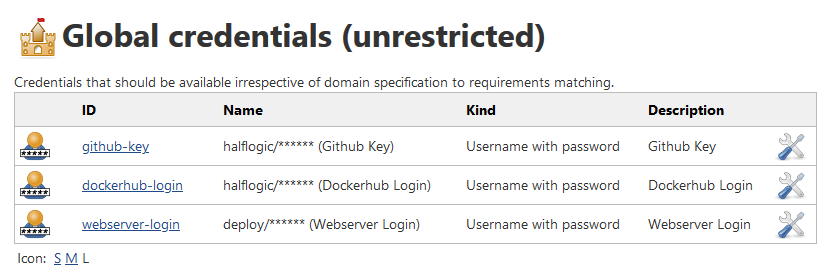 Global credentials (unrestricted)
Credentials that should be available irrespective of domain specification to requirements matching.
ID Name Kind Description
github-key halflogic/****** (Github Key) Username with password Github Key
dockerhub-login halflogic/****** (Dockerhub Login) Username with password Dockerhub Login
webserver-login deploy/****** (Webserver Login) Username with password Webserver Login
Icon: S M L